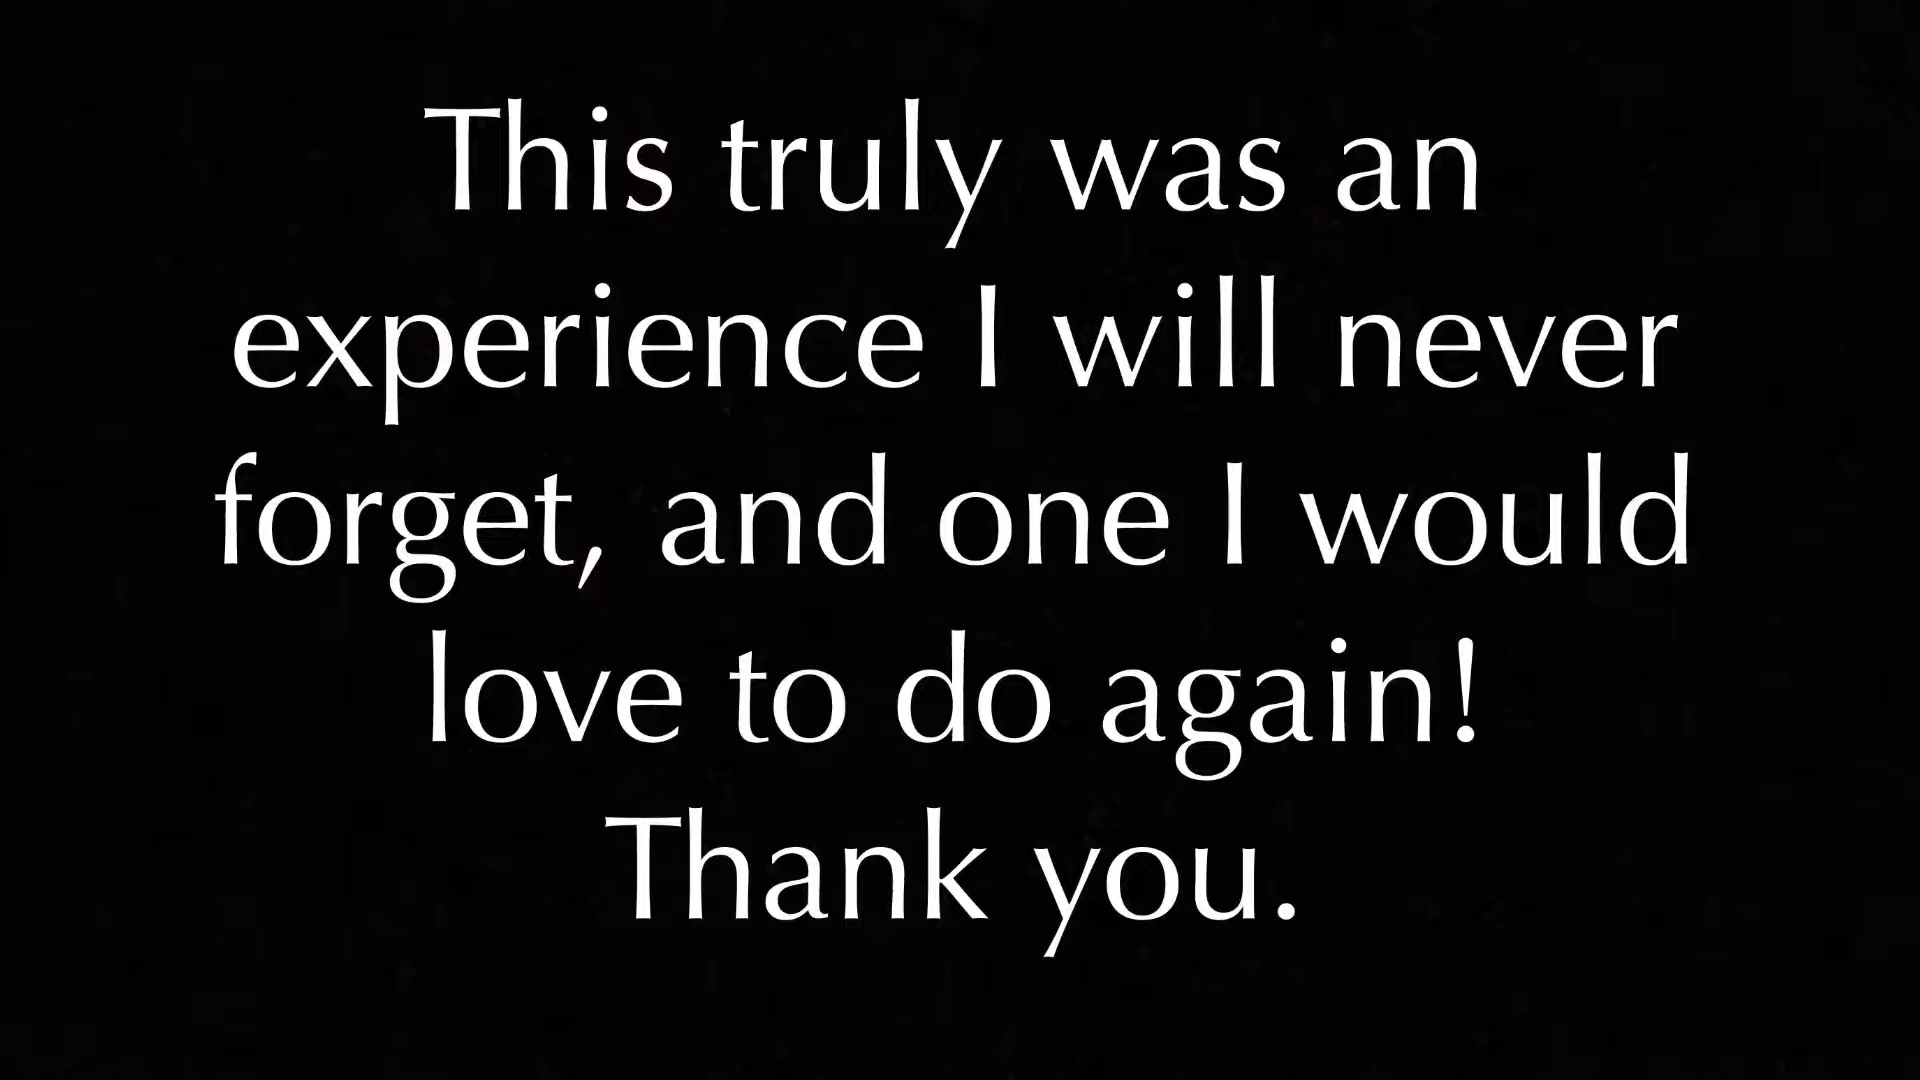 This truly was an
experience I will never
forget, and one I would
love to do again!
Thank you.